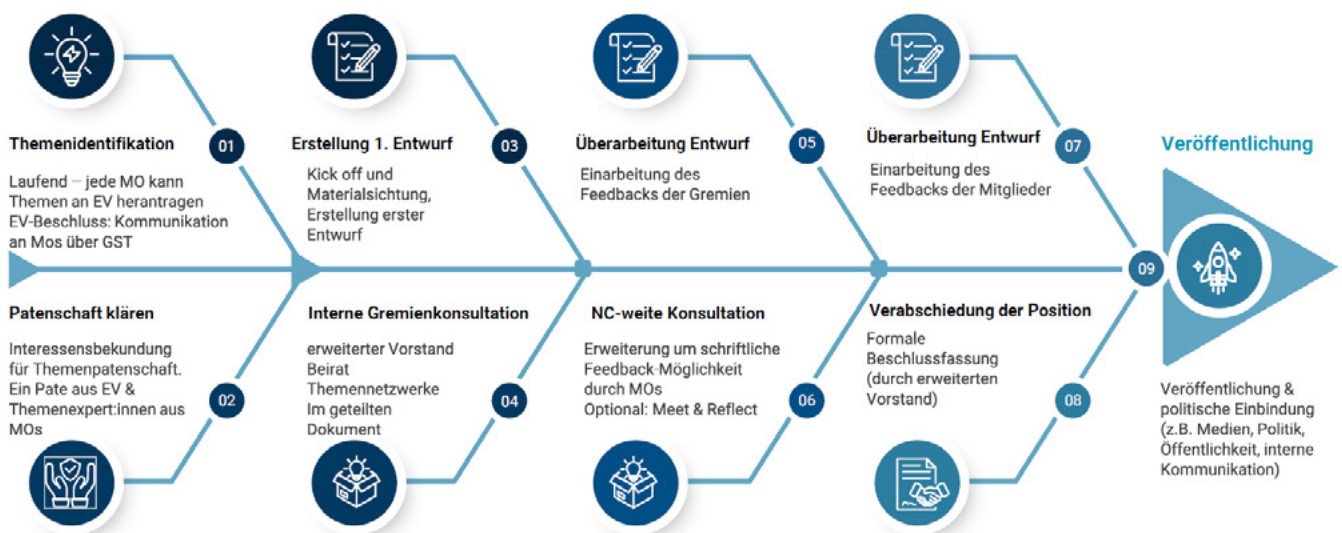 Themenidentifikation
01
Laufend – jede MO kann
Themen an EV herantragen
EV-Beschluss: Kommunikation
an Mos über GST
Patenschaft klären
Interessensbekundung
für Themenpatenschaft.
Ein Pate aus EV &
Themenexpert:innen aus
MOs
02
Erstellung 1. Entwurf
03
Kick off und
Materialsichtung,
Erstellung erster
Entwurf
Interne Gremienkonsultation
erweiterter Vorstand
Beirat
Themennetzwerke
Im geteilten
Dokument
04
Überarbeitung Entwurf
05
Einarbeitung des
Feedbacks der Gremien
NC-weite Konsultation
Erweiterung um schriftliche
Feedback-Möglichkeit
durch MOs
Optional: Meet & Reflect
06
Überarbeitung Entwurf
07
Einarbeitung des
Feedbacks der Mitglieder
Verabschiedung der Position
Formale
Beschlussfassung
(durch erweiterten
Vorstand)
08
Veröffentlichung
09
Veröffentlichung &
politische Einbindung
(z.B. Medien, Politik,
Öffentlichkeit, interne
Kommunikation)